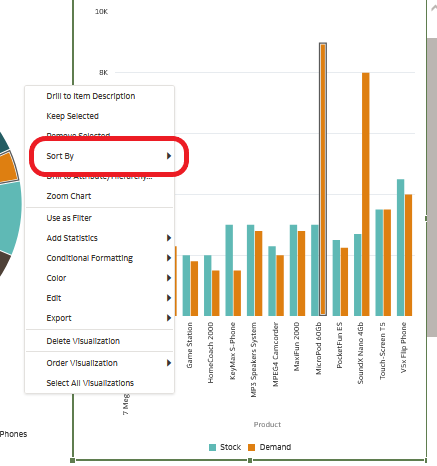 10K
8K
Drill to Item Description
Keep Selected
Remove Selected
Sort By
Drill to Attribute/Hierarchy...
Zoom Chart
Use as Filter
Add Statistics
Conditional Formatting
Color
Edit
Export
Delete Visualization
Order Visualization
Select All Visualizations
7 Meg
Game Station
HomeCoach 2000
KeyMax S-Phone
MP3 Speakers System
MPEG4 Camcorder
MaxiFun 2000
MicroPod 60Gb
PocketFun ES
SoundX Nano 4Gb
Touch-Screen TS
V5x Flip Phone
Product
Stock Demand
Phones